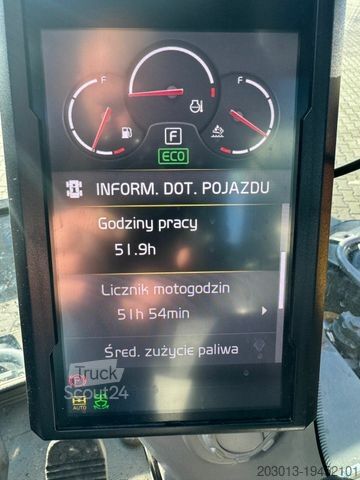 F
F
F
ECO
INFORM. DOT. POJAZDU
Godziny pracy
51.9h
Licznik motogodzin
51h 54min
Śred. zużycie paliwa
P
Truck
Scout24
AUTO
203013-19452101